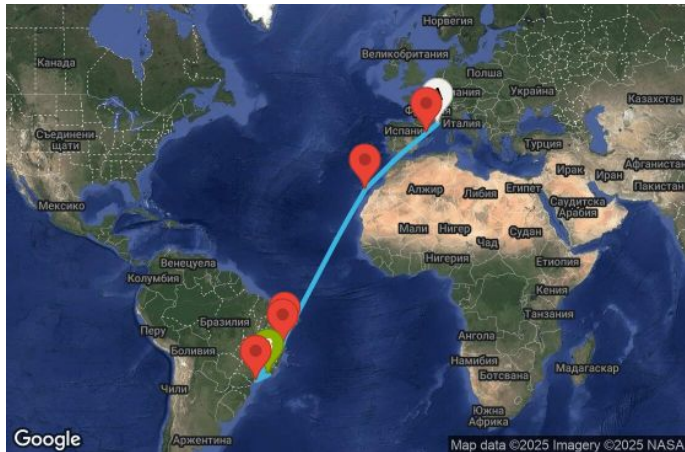 Норвегия
Великобритания
Канада
Полша
Украйна
Казахстан
Италия
Съединени
щати
Турция
Ирак
Афганистан
Иран
Пакистан
Алжир
Либия
Египет
Саудитска
Арабия
Мексико
Мали
Нигер
Чад
Судан
Венецуела
Колумбия
Нигерия
Етиопия
Кения
Бразилия
Перу
Танзания
Ангола
Боливия
Намибия
Ботсвана
Мадагаскар
Чили
Южна
Африка
Аржентина
Google
Map data ©2025 Imagery ©2025 NASA